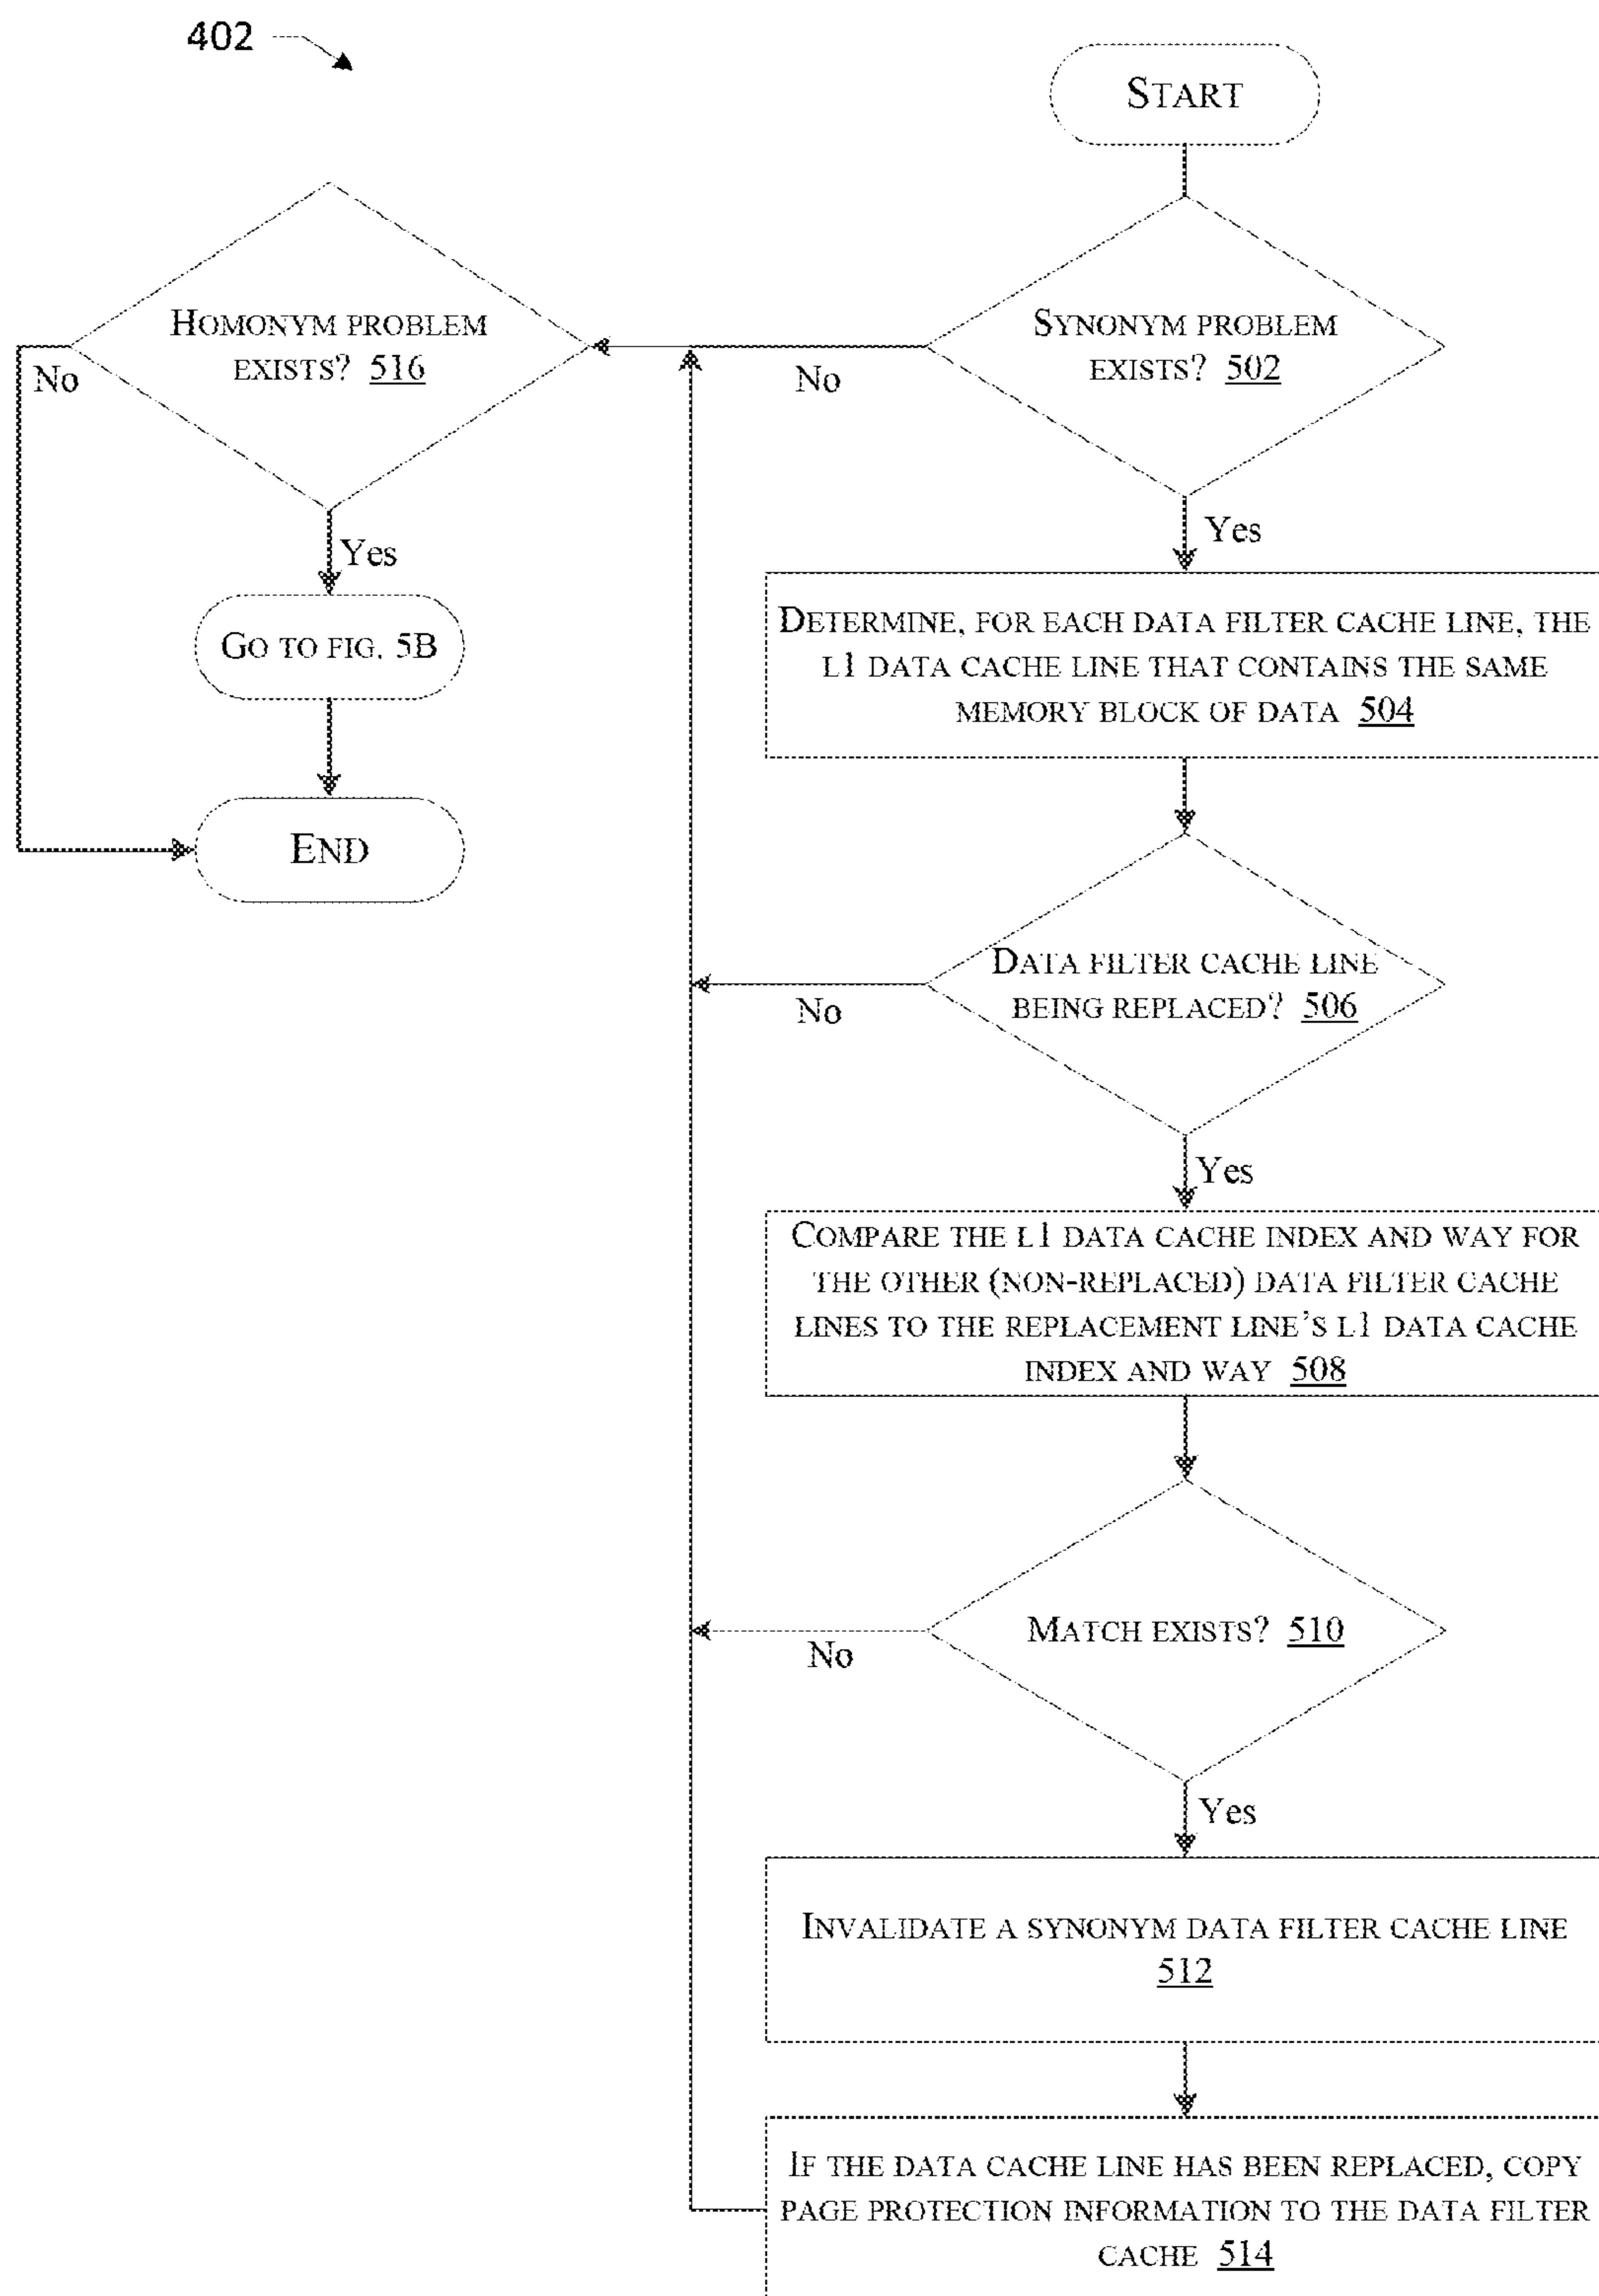 402
START
HOMONYM PROBLEM
EXISTS? 516
No
Yes
GO TO FIG. 5B
END
SYNONYM PROBLEM
EXISTS? 502
No
Yes
DETERMINE, FOR EACH DATA FILTER CACHE LINE, THE
L1 DATA CACHE LINE THAT CONTAINS THE SAME
MEMORY BLOCK OF DATA 504
DATA FILTER CACHE LINE
BEING REPLACED? 506
No
Yes
COMPARE THE L1 DATA CACHE INDEX AND WAY FOR
THE OTHER (NON-REPLACED) DATA FILTER CACHE
LINES TO THE REPLACEMENT LINE'S L1 DATA CACHE
INDEX AND WAY 508
MATCH EXISTS? 510
No
Yes
INVALIDATE A SYNONYM DATA FILTER CACHE LINE
512
IF THE DATA CACHE LINE HAS BEEN REPLACED, COPY
PAGE PROTECTION INFORMATION TO THE DATA FILTER
CACHE 514